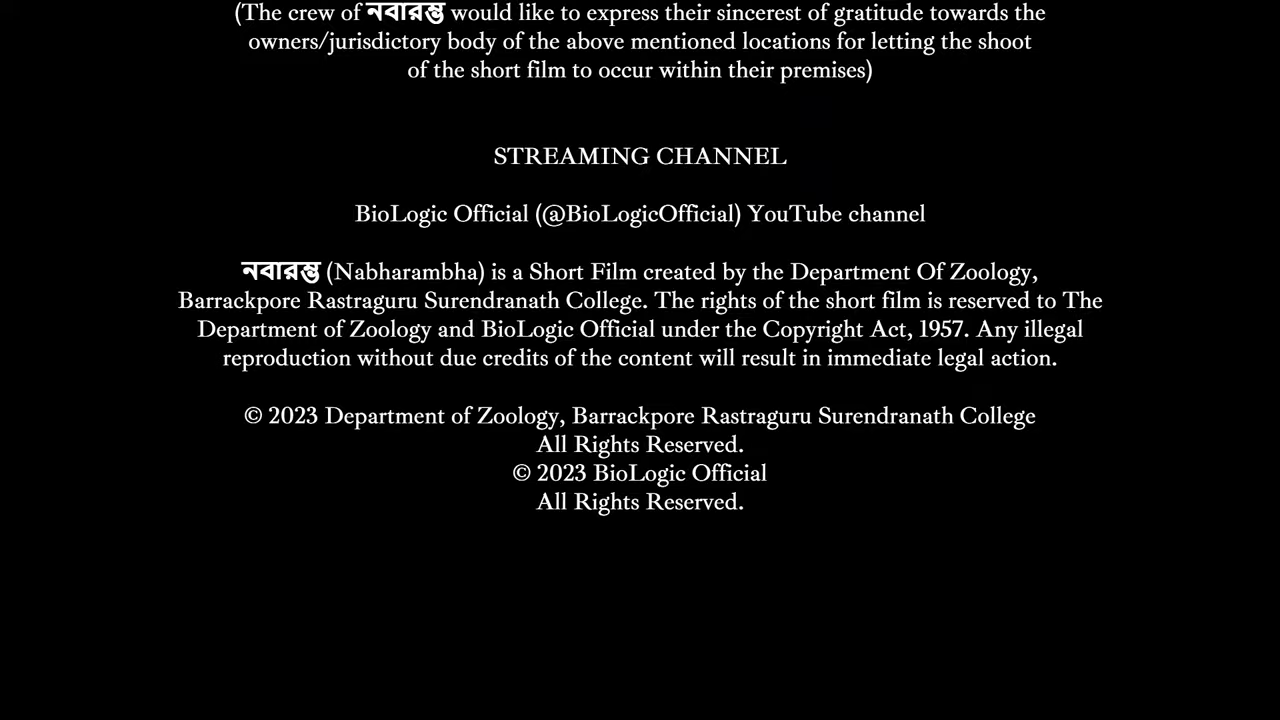 (The crew of নবারম্ভ would like to express their sincerest of gratitude towards the
owners/jurisdictory body of the above mentioned locations for letting the shoot
of the short film to occur within their premises)
STREAMING CHANNEL
BioLogic Official (@BioLogicOfficial) YouTube channel
নবারম্ভ (Nabharambha) is a Short Film created by the Department Of Zoology,
Barrackpore Rastraguru Surendranath College. The rights of the short film is reserved to The
Department of Zoology and BioLogic Official under the Copyright Act, 1957. Any illegal
reproduction without due credits of the content will result in immediate legal action.
© 2023 Department of Zoology, Barrackpore Rastraguru Surendranath College
All Rights Reserved.
© 2023 BioLogic Official
All Rights Reserved.